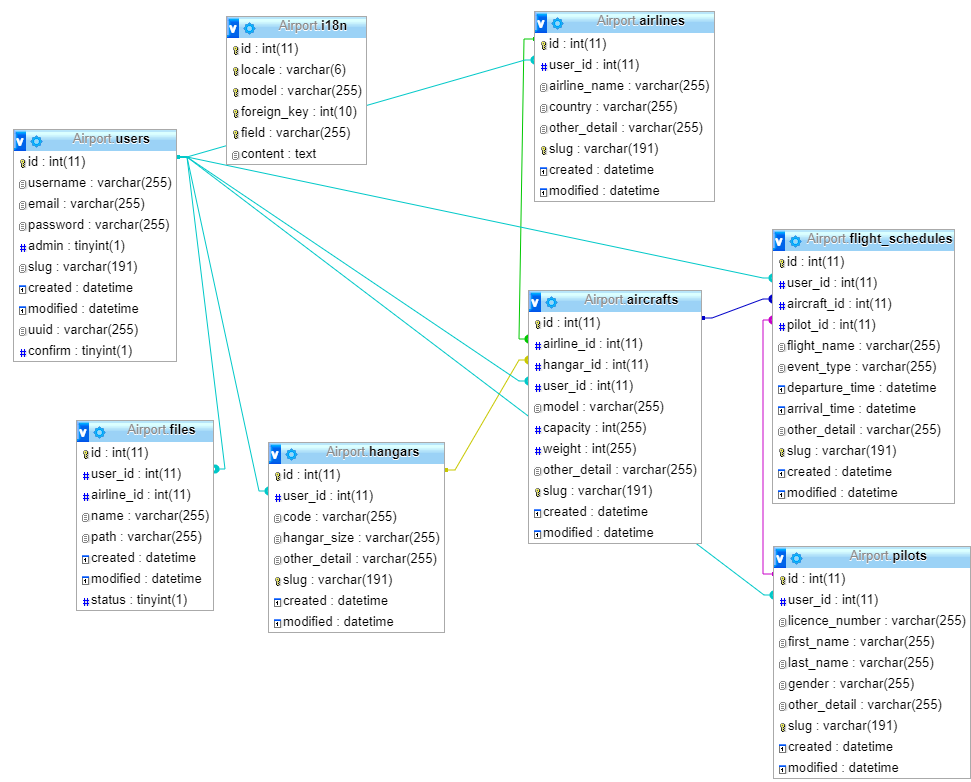 Airport.i18n
id : int(11)
locale : varchar(6)
model : varchar(255)
foreign_key : int(10)
field : varchar(255)
content : text
Airport.airlines
id : int(11)
user_id : int(11)
airline_name : varchar(255)
country : varchar(255)
other_detail : varchar(255)
slug : varchar(191)
created : datetime
modified : datetime
Airport.users
id : int(11)
username : varchar(255)
email : varchar(255)
password : varchar(255)
admin : tinyint(1)
slug : varchar(191)
created : datetime
modified : datetime
uuid : varchar(255)
confirm : tinyint(1)
Airport.flight_schedules
id : int(11)
user_id : int(11)
aircraft_id : int(11)
pilot_id : int(11)
flight_name : varchar(255)
event_type : varchar(255)
departure_time : datetime
arrival_time : datetime
other_detail : varchar(255)
slug : varchar(191)
created : datetime
modified : datetime
Airport.aircrafts
id : int(11)
airline_id : int(11)
hangar_id : int(11)
user_id : int(11)
model : varchar(255)
capacity : int(255)
weight : int(255)
other_detail : varchar(255)
slug : varchar(191)
created : datetime
modified : datetime
Airport.files
id : int(11)
user_id : int(11)
airline_id : int(11)
name : varchar(255)
path : varchar(255)
created : datetime
modified : datetime
status : tinyint(1)
Airport.hangars
id : int(11)
user_id : int(11)
code : varchar(255)
hangar_size : varchar(255)
other_detail : varchar(255)
slug : varchar(191)
created : datetime
modified : datetime
Airport.pilots
id : int(11)
user_id : int(11)
licence_number : varchar(255)
first_name : varchar(255)
last_name : varchar(255)
gender : varchar(255)
other_detail : varchar(255)
slug : varchar(191)
created : datetime
modified : datetime